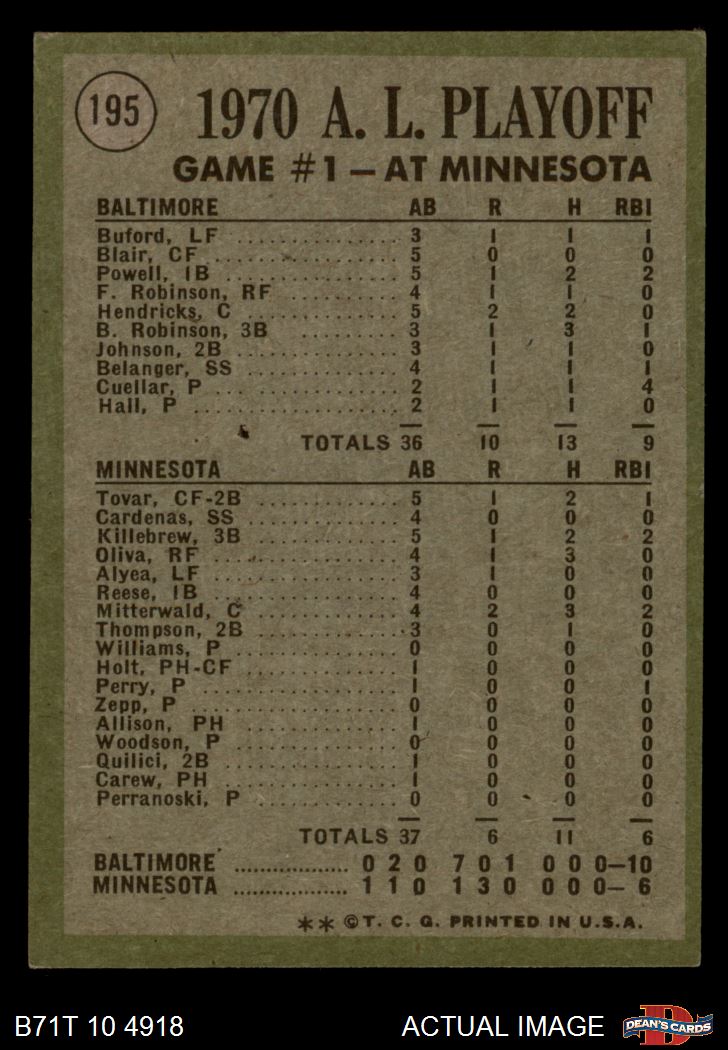 195
1970 A. L. PLAYOFF
GAME #1 – AT MINNESOTA
BALTIMORE AB R H RBI
Buford, LF .............. 3 1 1 1
Blair, CF ................ 5 0 0 0
Powell, 1B .............. 5 1 2 2
F. Robinson, RF ......... 4 1 1 0
Hendricks, C ............ 5 2 2 0
B. Robinson, 3B ......... 3 1 3 1
Johnson, 2B ............. 3 1 1 0
Belanger, SS ............ 4 1 1 1
Cuellar, P .............. 2 1 1 4
Hall, P ................. 2 1 1 0
TOTALS 36 10 13 9
MINNESOTA AB R H RBI
Tovar, CF-2B ............ 5 1 2 1
Cardenas, SS ............ 4 0 0 0
Killebrew, 3B ........... 5 1 2 2
Oliva, RF ............... 4 1 3 0
Alyea, LF ............... 3 1 0 0
Reese, 1B ............... 4 0 0 0
Mitterwald, C ........... 4 2 3 2
Thompson, 2B ............ 3 0 1 0
Williams, P ............. 0 0 0 0
Holt, PH-CF ............. 1 0 0 0
Perry, P ................ 1 0 0 1
Zepp, P ................. 0 0 0 0
Allison, PH ............. 1 0 0 0
Woodson, P .............. 0 0 0 0
Quilici, 2B ............. 1 0 0 0
Carew, PH ............... 1 0 0 0
Perranoski, P ........... 0 0 0 0
TOTALS 37 6 11 6
BALTIMORE .................. 0 2 0 7 0 1 0 0 0–10
MINNESOTA .................. 1 1 0 1 3 0 0 0 0– 6
** ©T. C. G. PRINTED IN U.S.A.
B71T 10 4918 ACTUAL IMAGE D DEAN'S CARDS